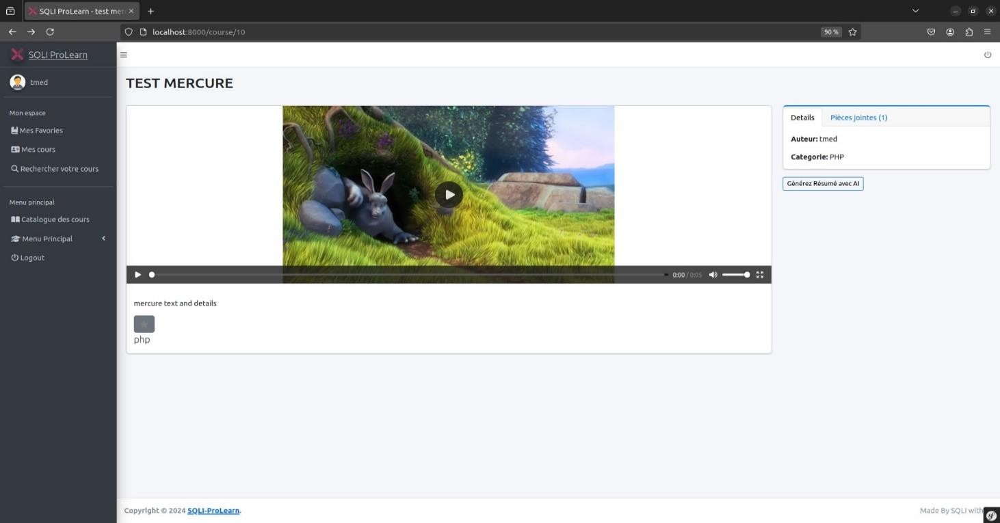 SQLI ProLearn - test merc
localhost:8000/course/10
90 %
SQLI ProLearn
tmed
Mon espace
Mes Favories
Mes cours
Rechercher votre cours
Menu principal
Catalogue des cours
Menu Principal
Logout
TEST MERCURE
0:00 / 0:05
mercure text and details
php
Details
Pièces jointes (1)
Auteur: tmed
Categorie: PHP
Générez Résumé avec AI
Copyright © 2024 SQLI-ProLearn.
Made By SQLI with
sf